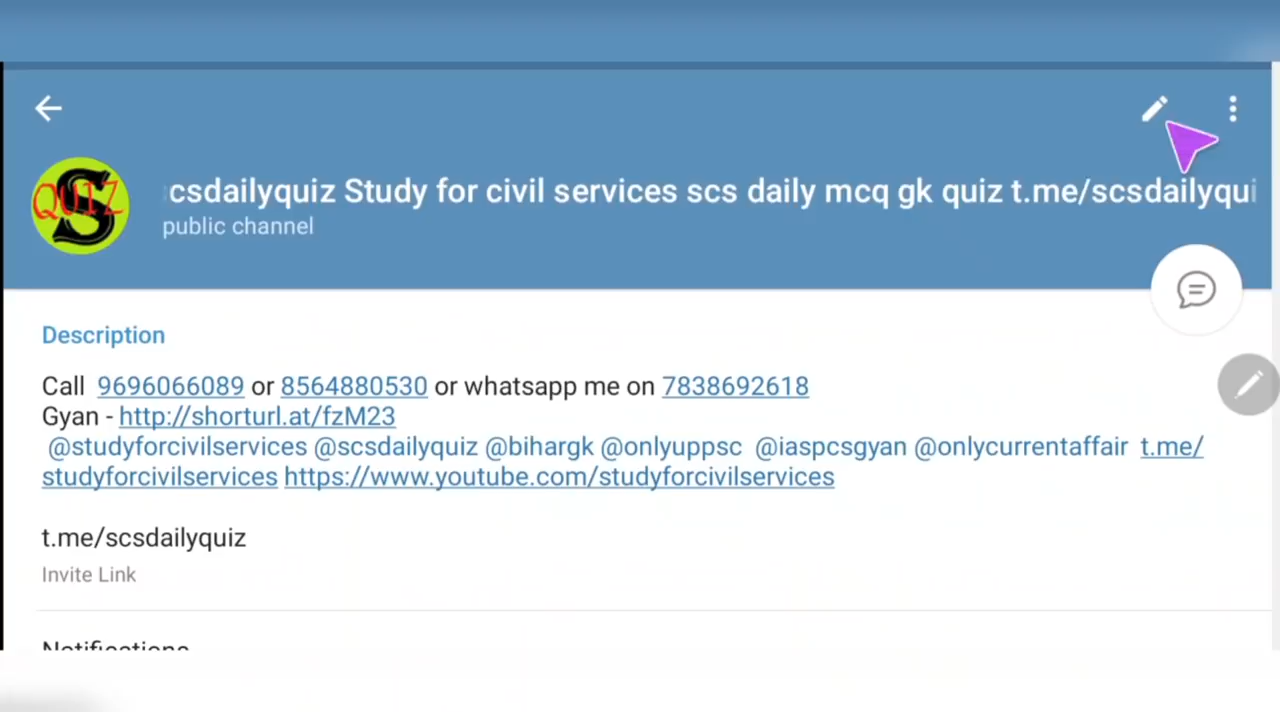 QUIZ S
csdailyquiz Study for civil services scs daily mcq gk quiz t.me/scsdailyqui
public channel
Description
Call 9696066089 or 8564880530 or whatsapp me on 7838692618
Gyan - http://shorturl.at/fzM23
@studyforcivilservices @scsdailyquiz @bihargk @onlyuppsc @iaspcsgyan @onlycurrentaffair t.me/
studyforcivilservices https://www.youtube.com/studyforcivilservices
t.me/scsdailyquiz
Invite Link
Notifications